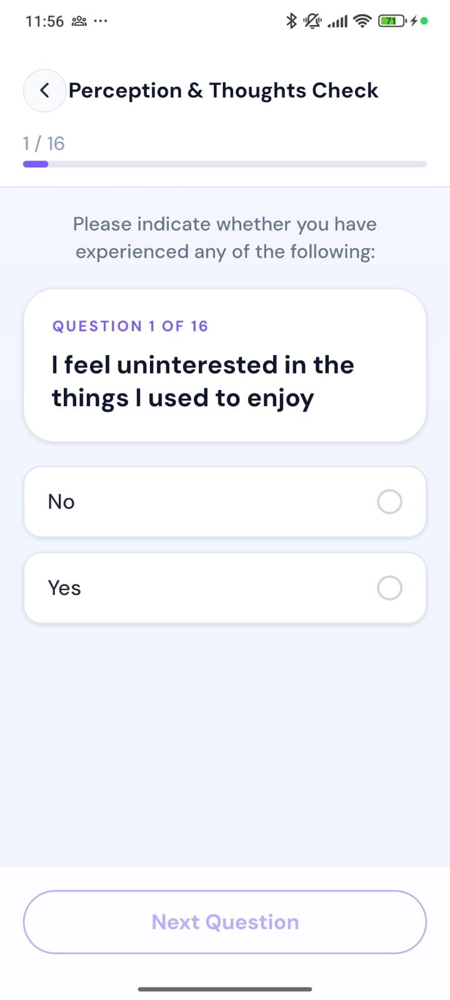 11:56 ...
71
Perception & Thoughts Check
1 / 16
Please indicate whether you have
experienced any of the following:
QUESTION 1 OF 16
I feel uninterested in the
things I used to enjoy
No
Yes
Next Question